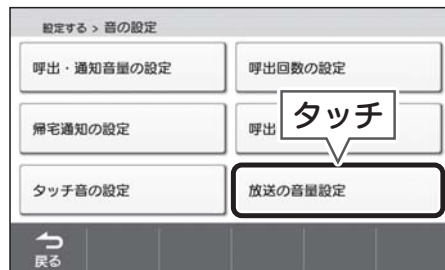 設定する > 音の設定
呼出・通知音量の設定
呼出回数の設定
帰宅通知の設定
呼出
タッチ
タッチ音の設定
放送の音量設定
戻る